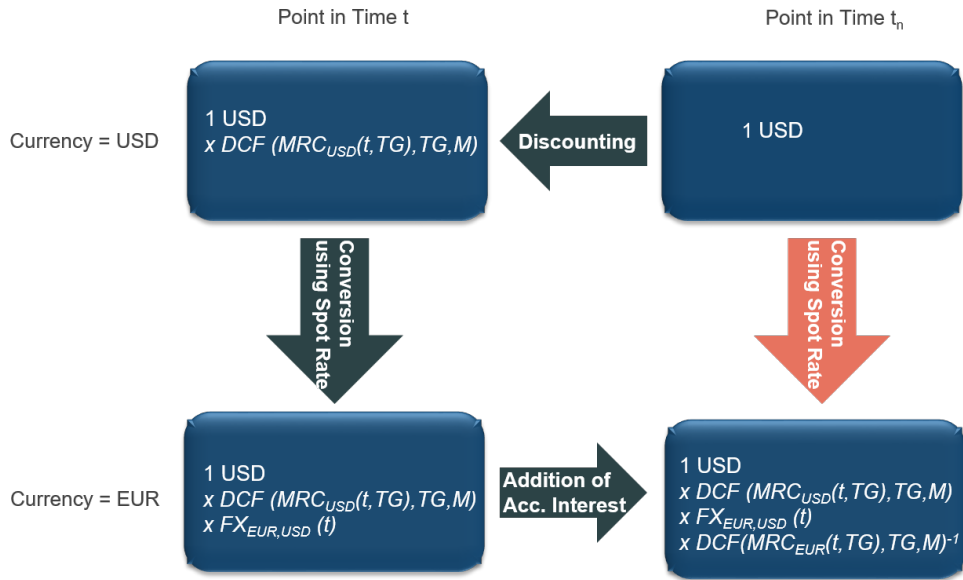 Point in Time t
Point in Time tn
Currency = USD
1 USD
x DCF (MRCUSD(t,TG),TG,M)
Discounting
1 USD
Conversion
using Spot Rate
Conversion
using Spot Rate
Currency = EUR
1 USD
x DCF (MRCUSD(t,TG),TG,M)
x FXEUR,USD (t)
Addition of
Acc. Interest
1 USD
x DCF (MRCUSD(t,TG),TG,M)
x FXEUR,USD (t)
x DCF(MRCEUR(t,TG),TG,M)-1